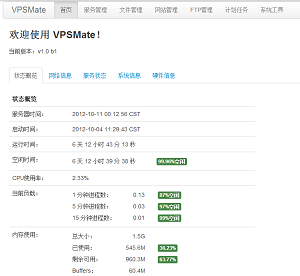 VPSMate 首页 服务管理 文件管理 网站管理 FTP管理 计划任务 系统工具
欢迎使用 VPSMate！
当前版本：v1.0 b1
状态概览 网络信息 服务状态 系统信息 硬件信息
状态概览
服务器时间： 2012-10-11 00:12:56 CST
启动时间： 2012-10-04 11:29:43 CST
运行时间： 6 天 12 小时 43 分 13 秒
空闲时间： 6 天 12 小时 39 分 38 秒 99.96%空闲
CPU使用率： 2.33%
当前负载： 1 分钟进程数： 0.13 87%空闲
5 分钟进程数： 0.03 97%空闲
15 分钟进程数： 0.01 99%空闲
内存使用： 总大小： 1.5G
已使用： 545.6M 36.23%
剩余可用： 960.3M 63.77%
Buffers： 60.4M